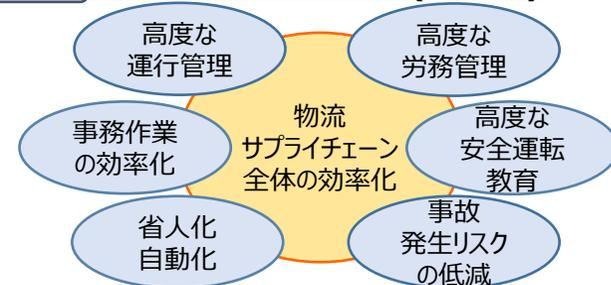 高度な
運行管理
高度な
労務管理
事務作業
の効率化
物流
サプライチェーン
全体の効率化
高度な
安全運転
教育
省人化
自動化
事故
発生リスク
の低減